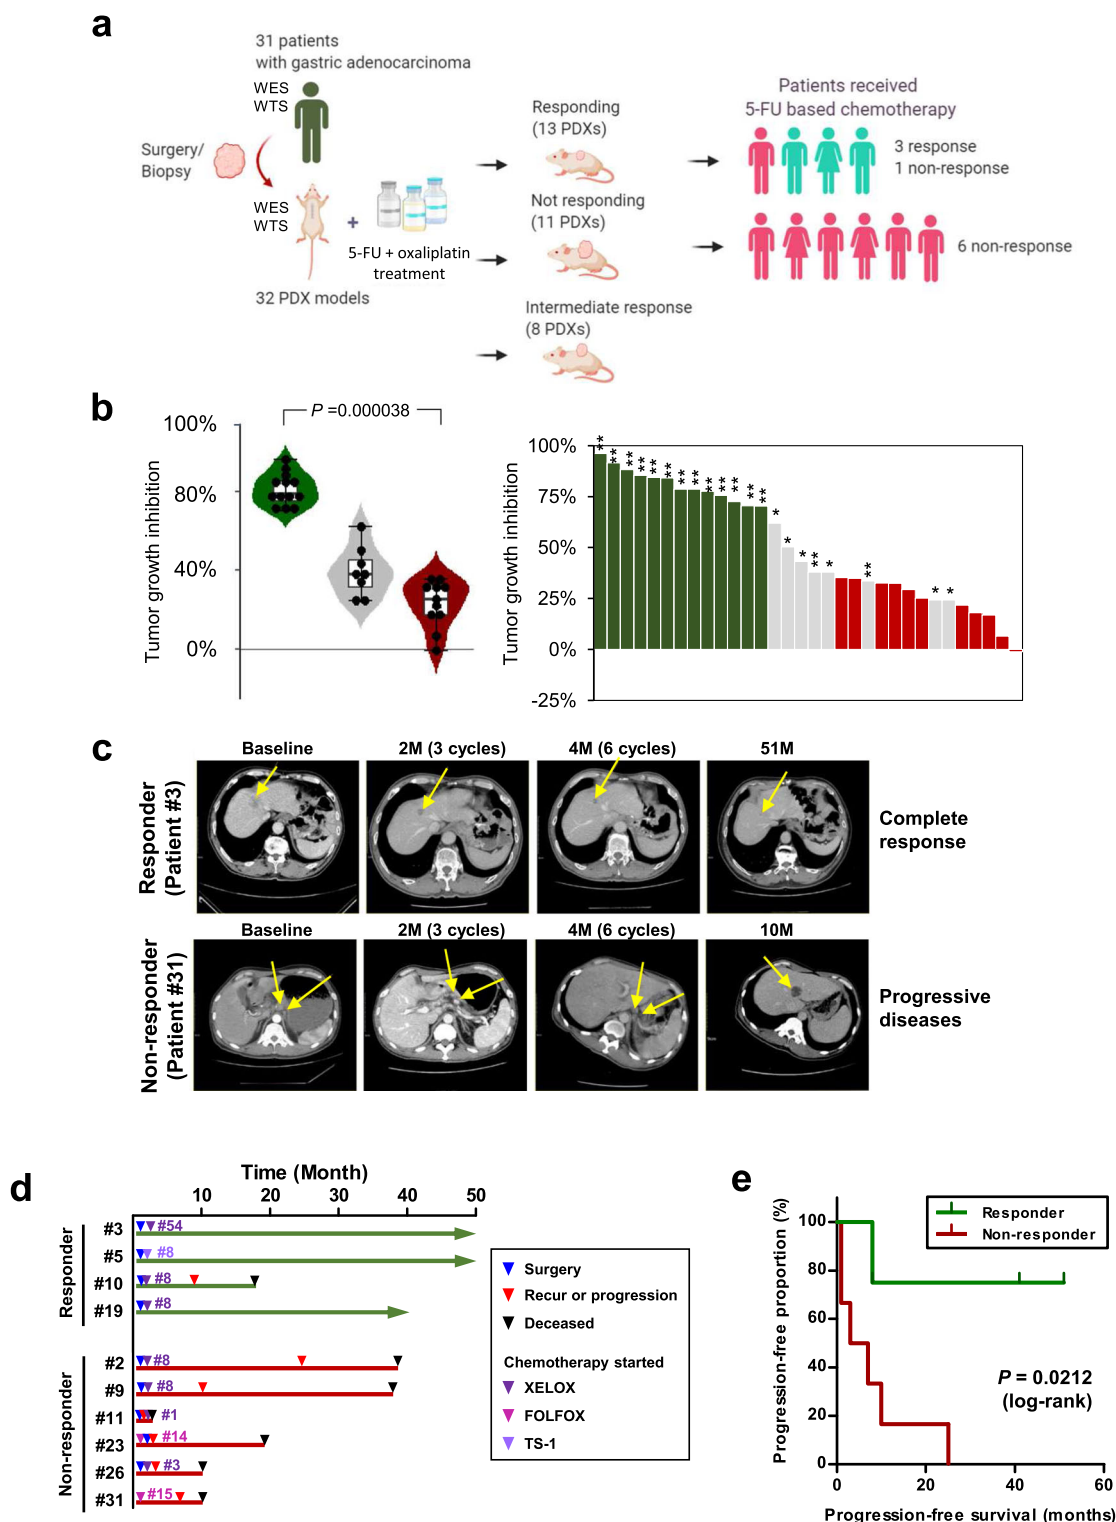 a
31 patients
with gastric adenocarcinoma
WES
WTS
Surgery/
Biopsy
WES
WTS
+
5-FU + oxaliplatin
treatment
32 PDX models
Responding
(13 PDXs)
Not responding
(11 PDXs)
Intermediate response
(8 PDXs)
Patients received
5-FU based chemotherapy
3 response
1 non-response
6 non-response
b
P =0.000038
Tumor growth inhibition
100%
80%
40%
0%
Tumor growth inhibition
100%
75%
50%
25%
0%
-25%
** ** ** ** ** ** ** ** ** ** ** ** ** * * * ** * ** * *
c
Responder
(Patient #3)
Baseline
2M (3 cycles)
4M (6 cycles)
51M
Complete
response
Non-responder
(Patient #31)
Baseline
2M (3 cycles)
4M (6 cycles)
10M
Progressive
diseases
d
Time (Month)
10 20 30 40 50
Responder
#3 #54
#5 #8
#10 #8
#19 #8
Non-responder
#2 #8
#9 #8
#11 #1
#23 #14
#26 #3
#31 #15
Surgery
Recur or progression
Deceased
Chemotherapy started
XELOX
FOLFOX
TS-1
e
Progression-free proportion (%)
100
80
60
40
20
0
Responder
Non-responder
P = 0.0212
(log-rank)
0 20 40 60
Progression-free survival (months)